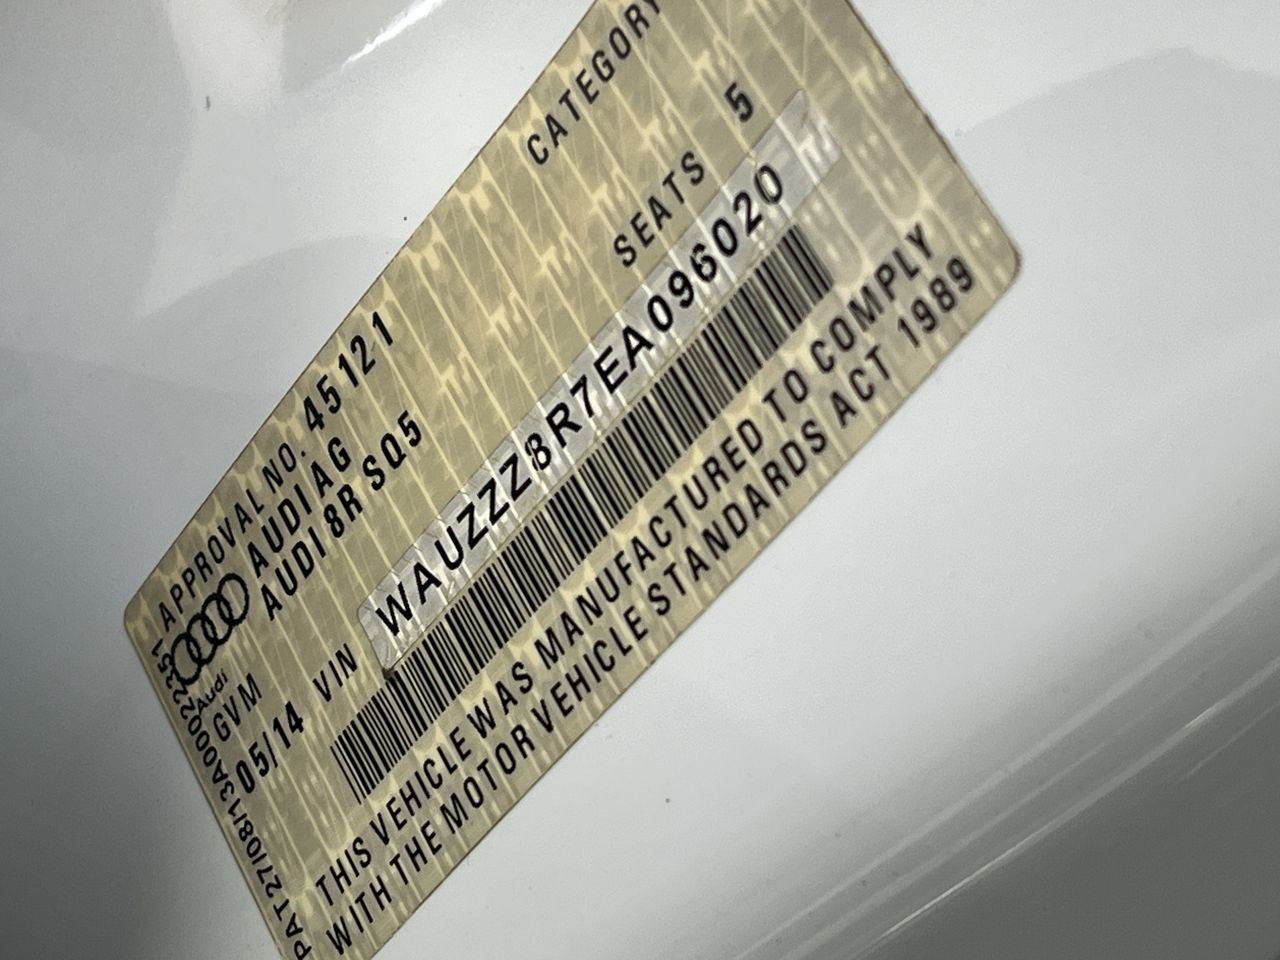 APPROVAL NO. 45121
CATEGORY
AUDI AG
AUDI 8R SQ5
Audi
GVM
SEATS 5
05/14 VIN WAUZZZ8R7EA096020
THIS VEHICLE WAS MANUFACTURED TO COMPLY
WITH THE MOTOR VEHICLE STANDARDS ACT 1989
PAT27/08/13A00022351